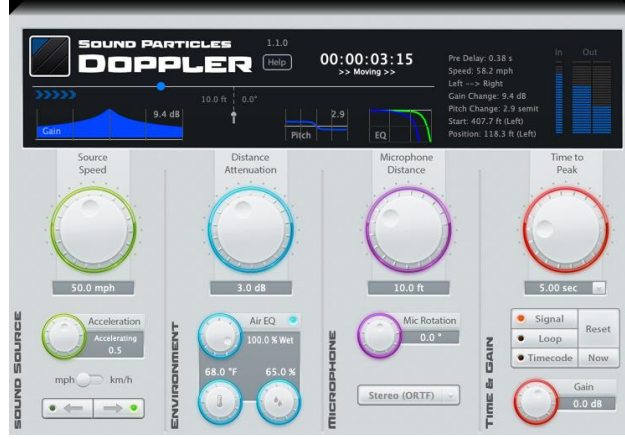 SOUND PARTICLES
DOPPLER
1.1.0
Help
00:00:03:15
>> Moving >>
Pre Delay: 0.38 s
Speed: 58.2 mph
Left --> Right
Gain Change: 9.4 dB
Pitch Change: 2.9 semit
Start: 407.7 ft (Left)
Position: 118.3 ft (Left)
In Out
>>>>>>
10.0 ft 0.0°
9.4 dB
Gain
2.9
Pitch
EQ
Source Speed
50.0 mph
Acceleration
Accelerating
0.5
mph km/h
SOUND SOURCE
Distance Attenuation
3.0 dB
Air EQ
100.0 % Wet
68.0 °F 65.0 %
ENVIRONMENT
Microphone Distance
10.0 ft
Mic Rotation
0.0 °
Stereo (ORTF)
MICROPHONE
Time to Peak
5.00 sec
Signal
Loop
Timecode
Reset
Now
Gain
0.0 dB
TIME & GAIN